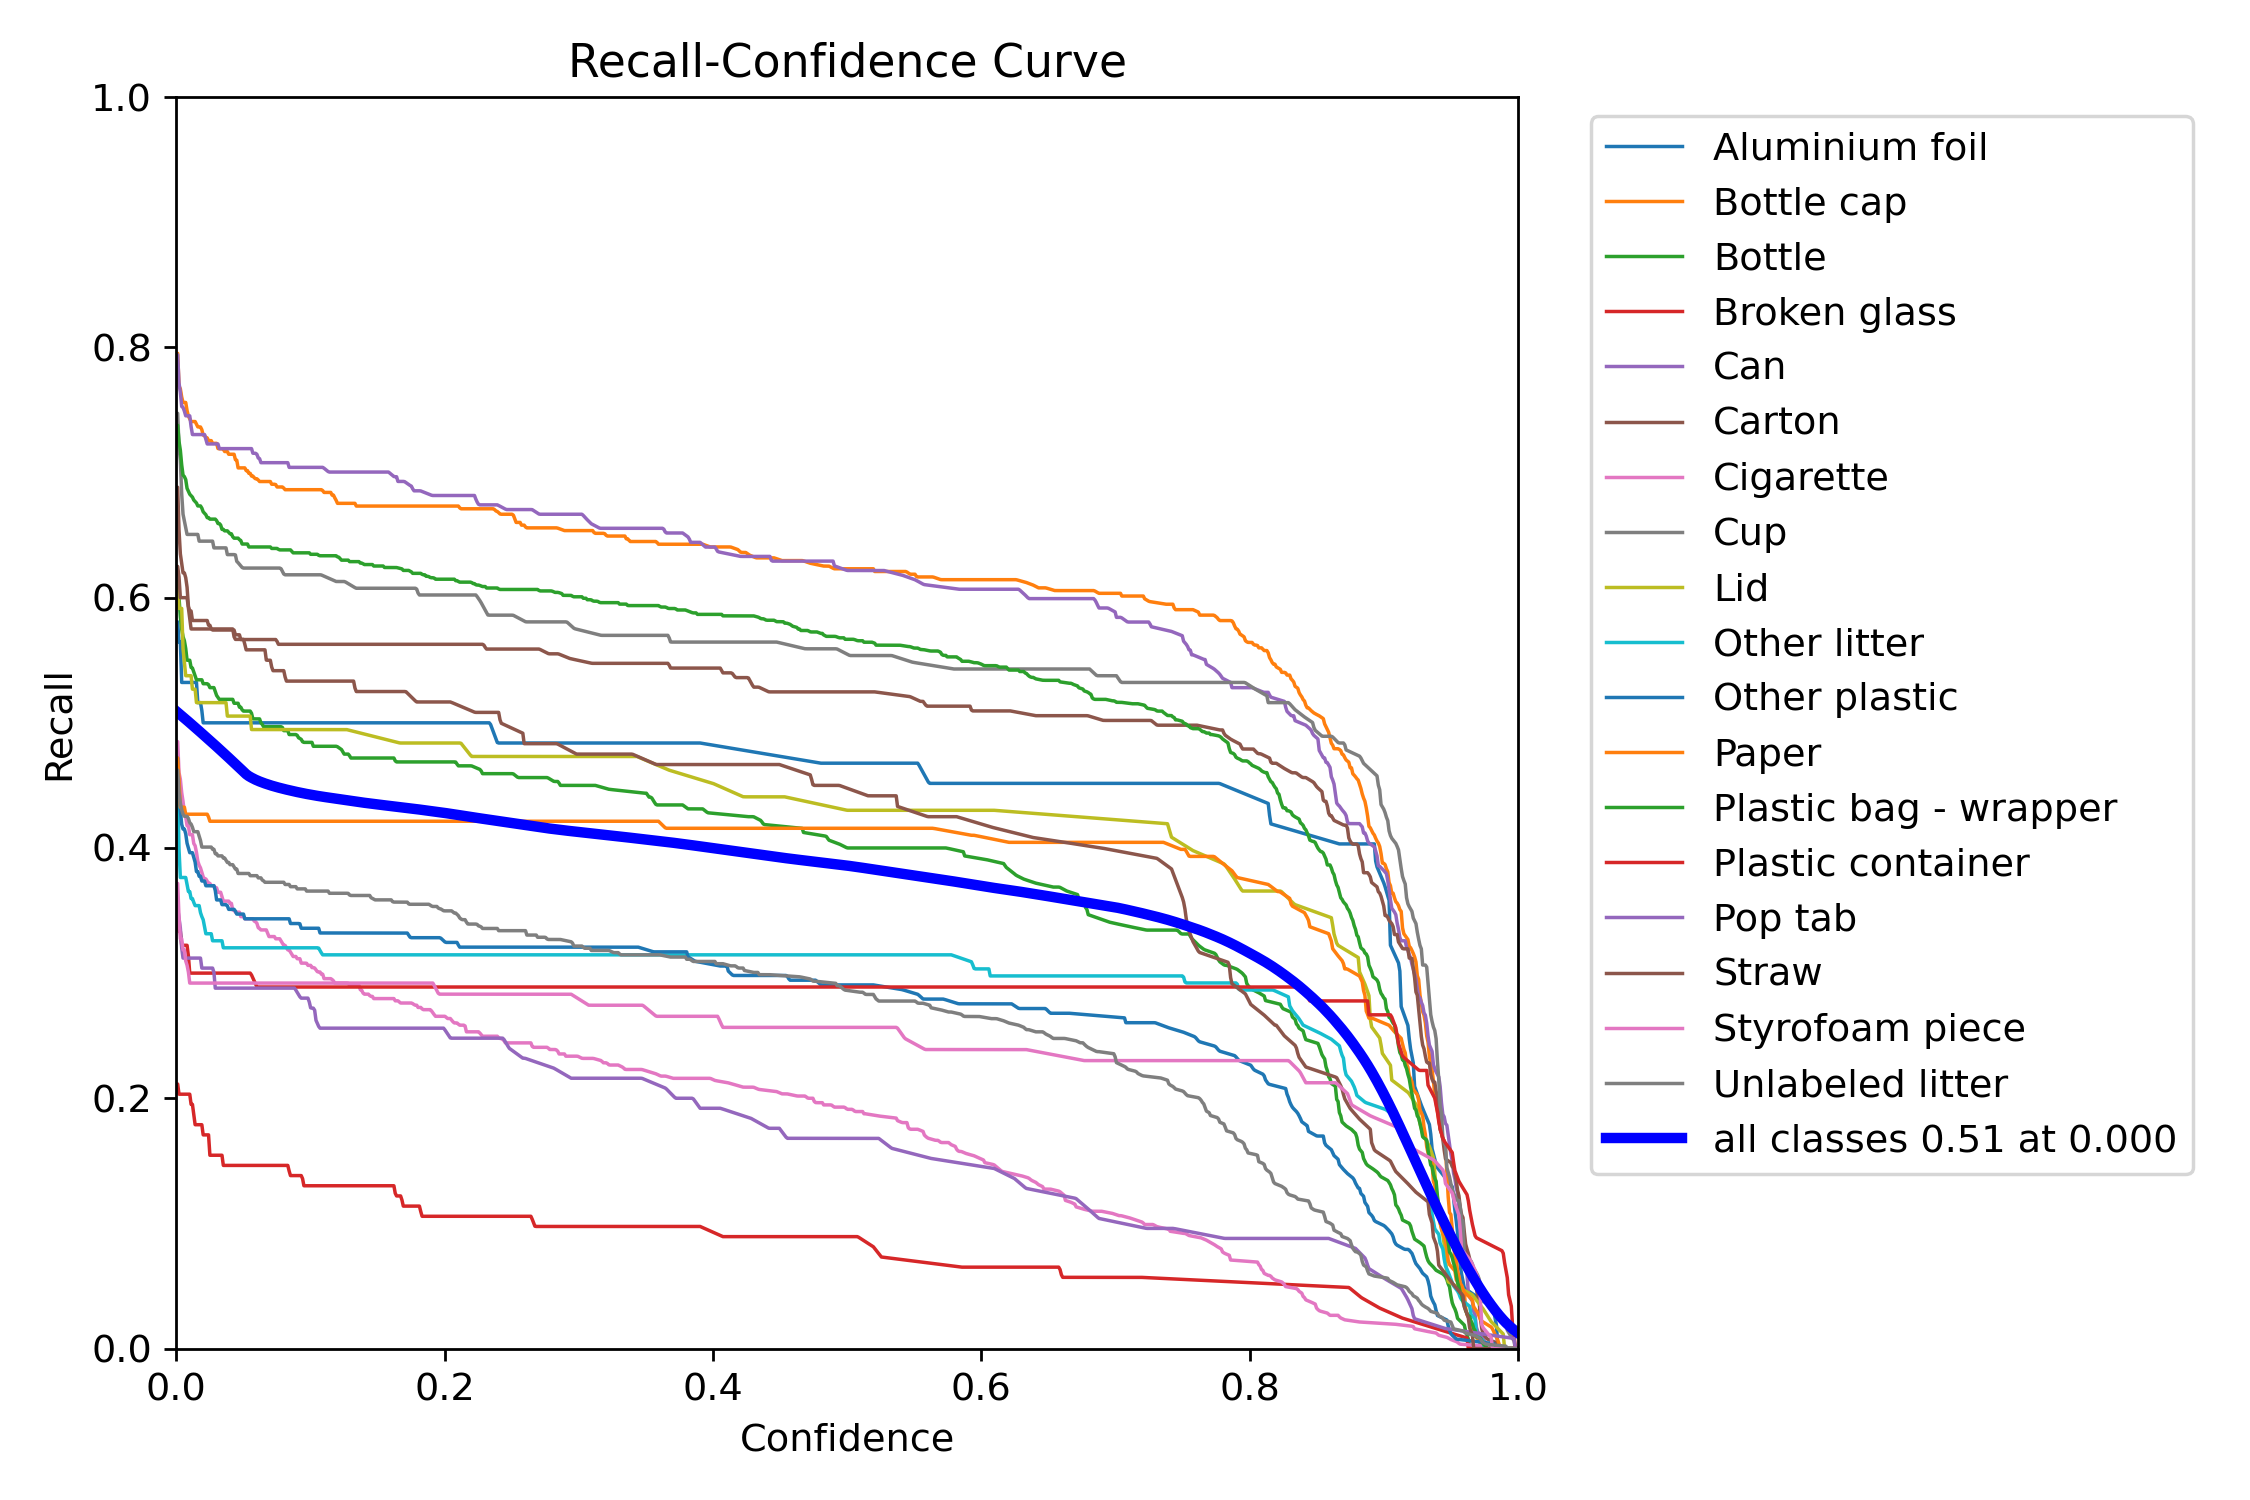 Recall-Confidence Curve
1.0
0.8
0.6
0.4
0.2
0.0
Recall
0.0 0.2 0.4 0.6 0.8 1.0
Confidence
Aluminium foil
Bottle cap
Bottle
Broken glass
Can
Carton
Cigarette
Cup
Lid
Other litter
Other plastic
Paper
Plastic bag - wrapper
Plastic container
Pop tab
Straw
Styrofoam piece
Unlabeled litter
all classes 0.51 at 0.000